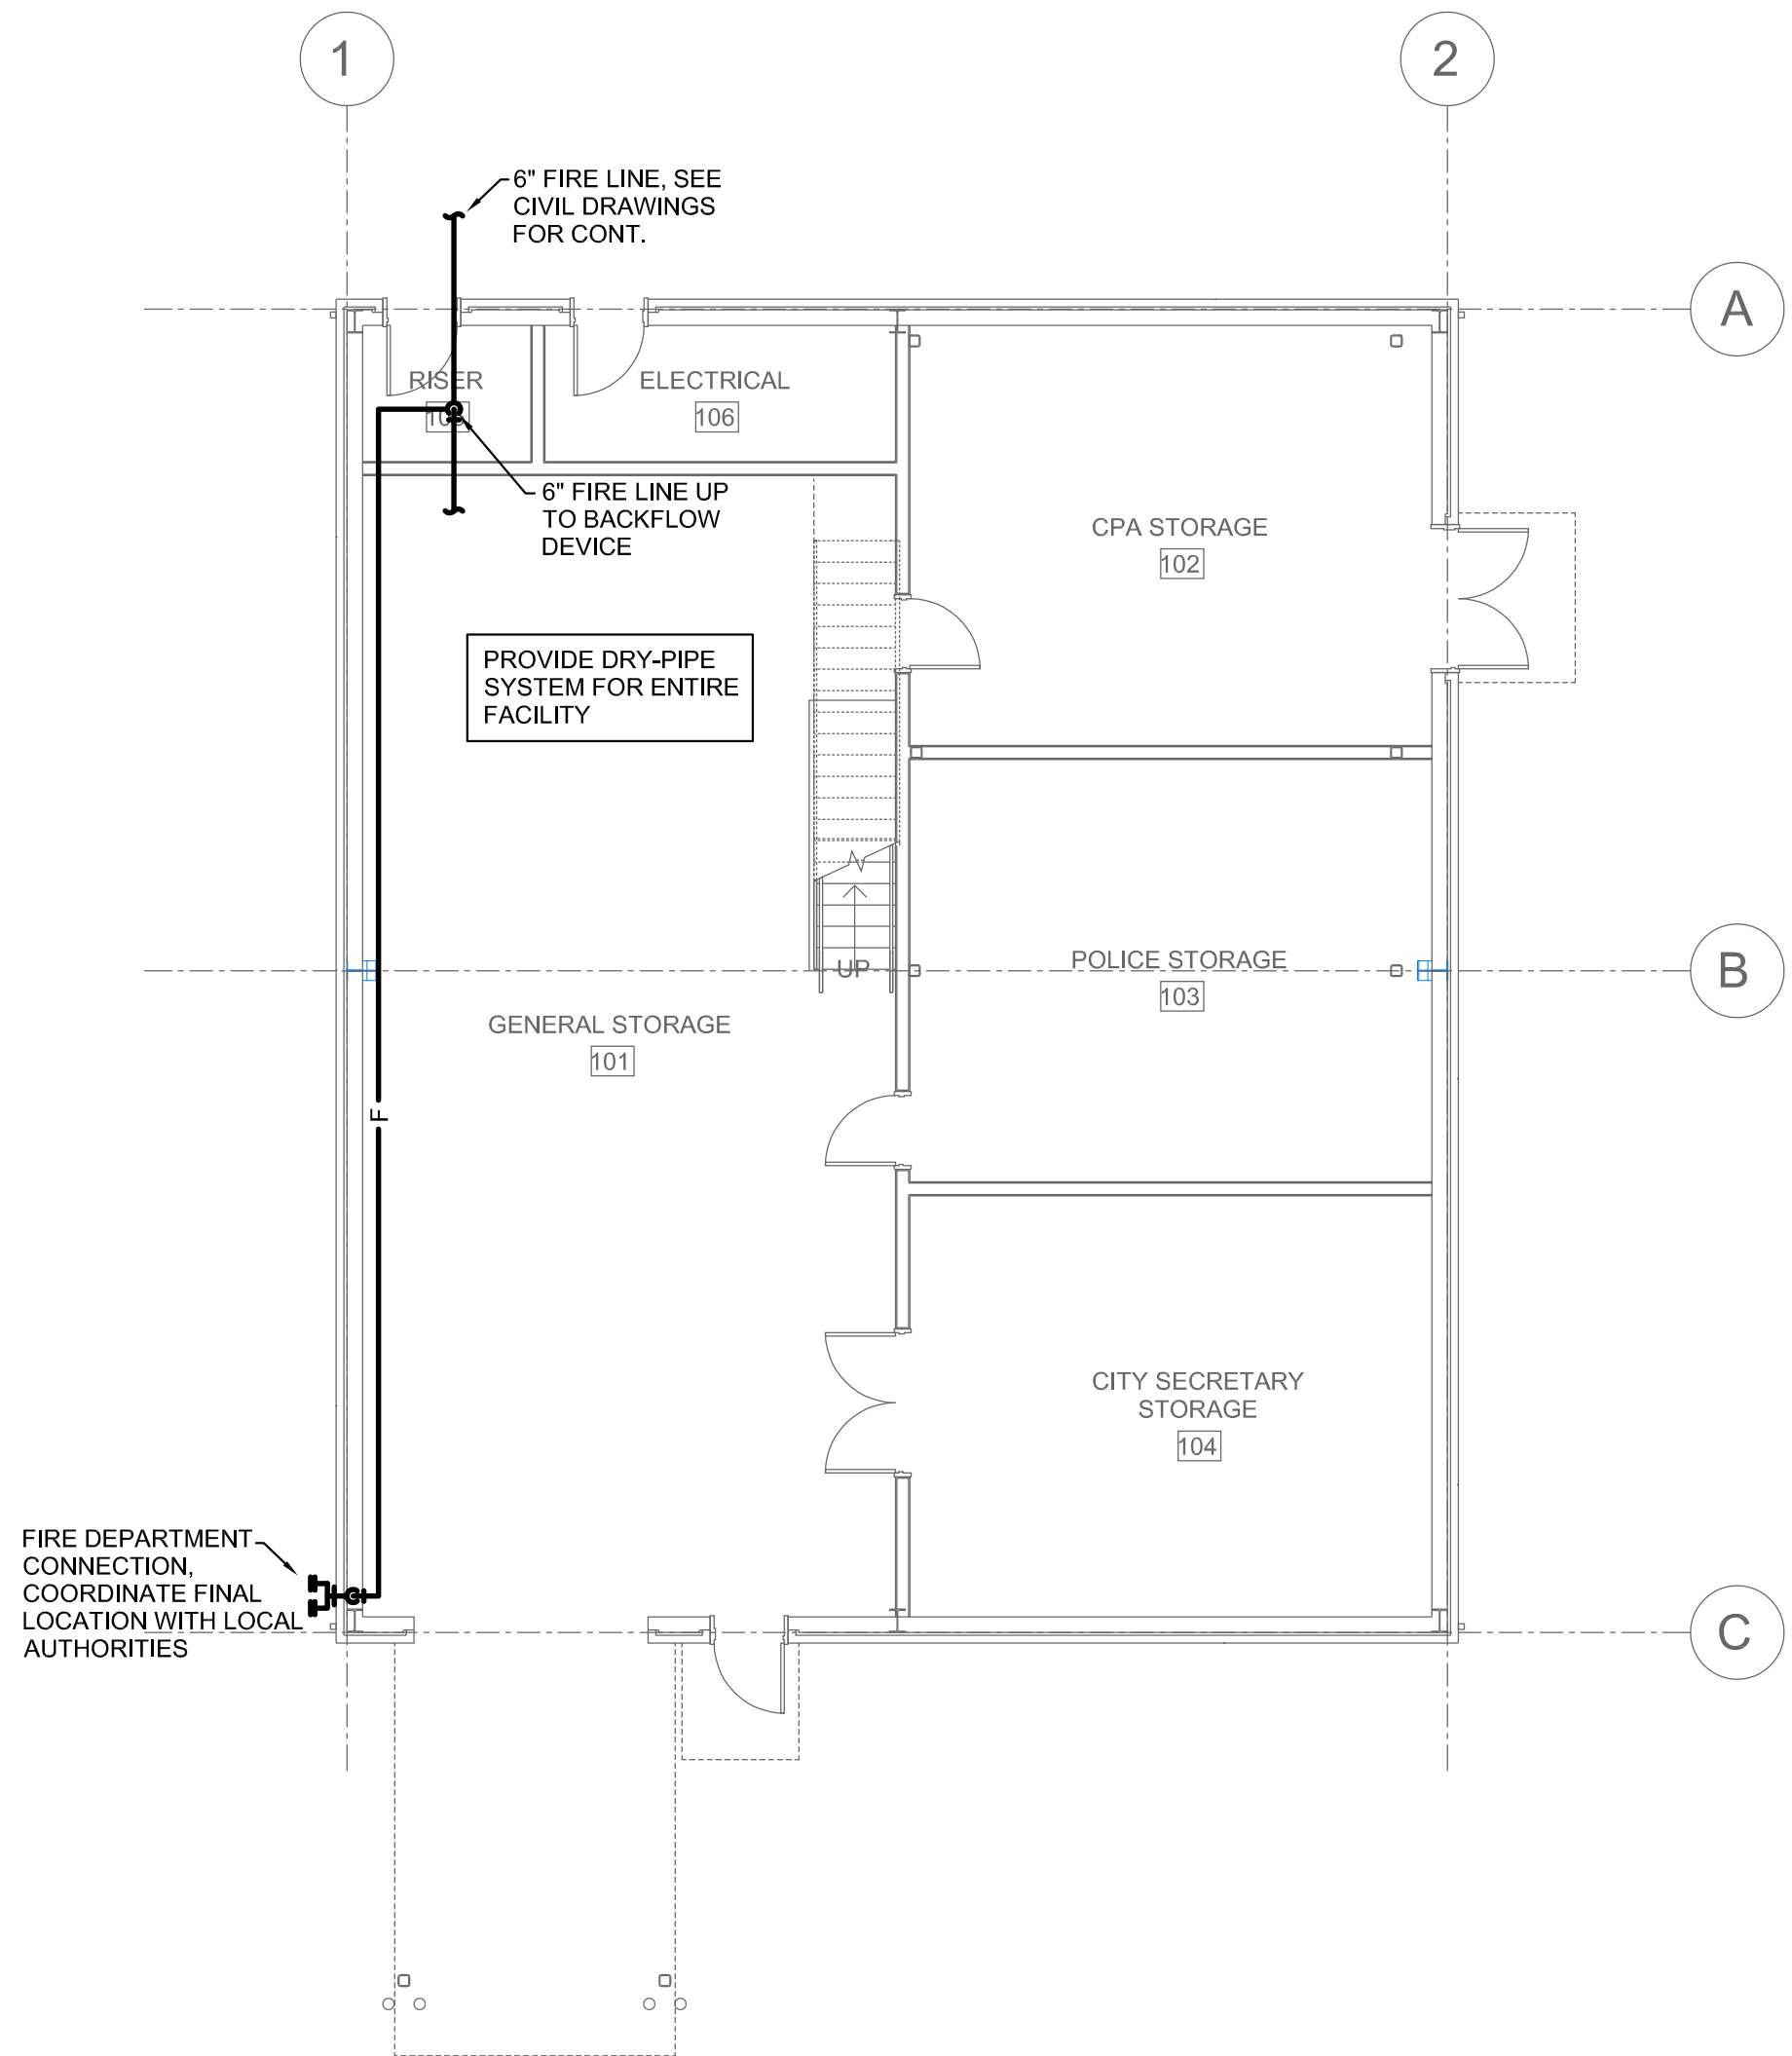 1
2
6" FIRE LINE, SEE
CIVIL DRAWINGS
FOR CONT.
A
RISER
ELECTRICAL
106
6" FIRE LINE UP
TO BACKFLOW
DEVICE
CPA STORAGE
102
PROVIDE DRY-PIPE
SYSTEM FOR ENTIRE
FACILITY
UP
POLICE STORAGE
103
B
GENERAL STORAGE
101
F
CITY SECRETARY
STORAGE
104
FIRE DEPARTMENT
CONNECTION,
COORDINATE FINAL
LOCATION WITH LOCAL
AUTHORITIES
C